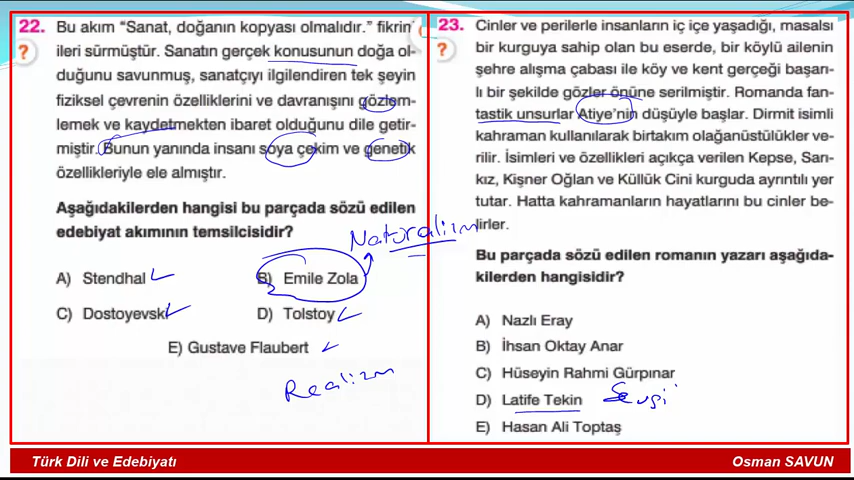 22. Bu akım “Sanat, doğanın kopyası olmalıdır.” fikrin
?
ileri sürmüştür. Sanatın gerçek konusunun doğa ol-
duğunu savunmuş, sanatçıyı ilgilendiren tek şeyin
fiziksel çevrenin özelliklerini ve davranışını gözlem-
lemek ve kaydetmekten ibaret olduğunu dile getir-
miştir. Bunun yanında insanı soya çekim ve genetik
özellikleriyle ele almıştır.
Aşağıdakilerden hangisi bu parçada sözü edilen
edebiyat akımının temsilcisidir?
Naturalizm
A) Stendhal
B) Emile Zola
C) Dostoyevski
D) Tolstoy
E) Gustave Flaubert
Realizm
23. Cinler ve perilerle insanların iç içe yaşadığı, masalsı
?
bir kurguya sahip olan bu eserde, bir köylü ailenin
şehre alışma çabası ile köy ve kent gerçeği başarı-
lı bir şekilde gözler önüne serilmiştir. Romanda fan-
tastik unsurlar Atiye’nin düşüyle başlar. Dirmit isimli
kahraman kullanılarak birtakım olağanüstülükler ve-
rilir. İsimleri ve özellikleri açıkça verilen Kepse, Sarı-
kız, Kişner Oğlan ve Küllük Cini kurguda ayrıntılı yer
tutar. Hatta kahramanların hayatlarını bu cinler be-
lirler.
Bu parçada sözü edilen romanın yazarı aşağıda-
kilerden hangisidir?
A) Nazlı Eray
B) İhsan Oktay Anar
C) Hüseyin Rahmi Gürpınar
D) Latife Tekin Sevgi
E) Hasan Ali Toptaş
Türk Dili ve Edebiyatı
Osman SAVUN